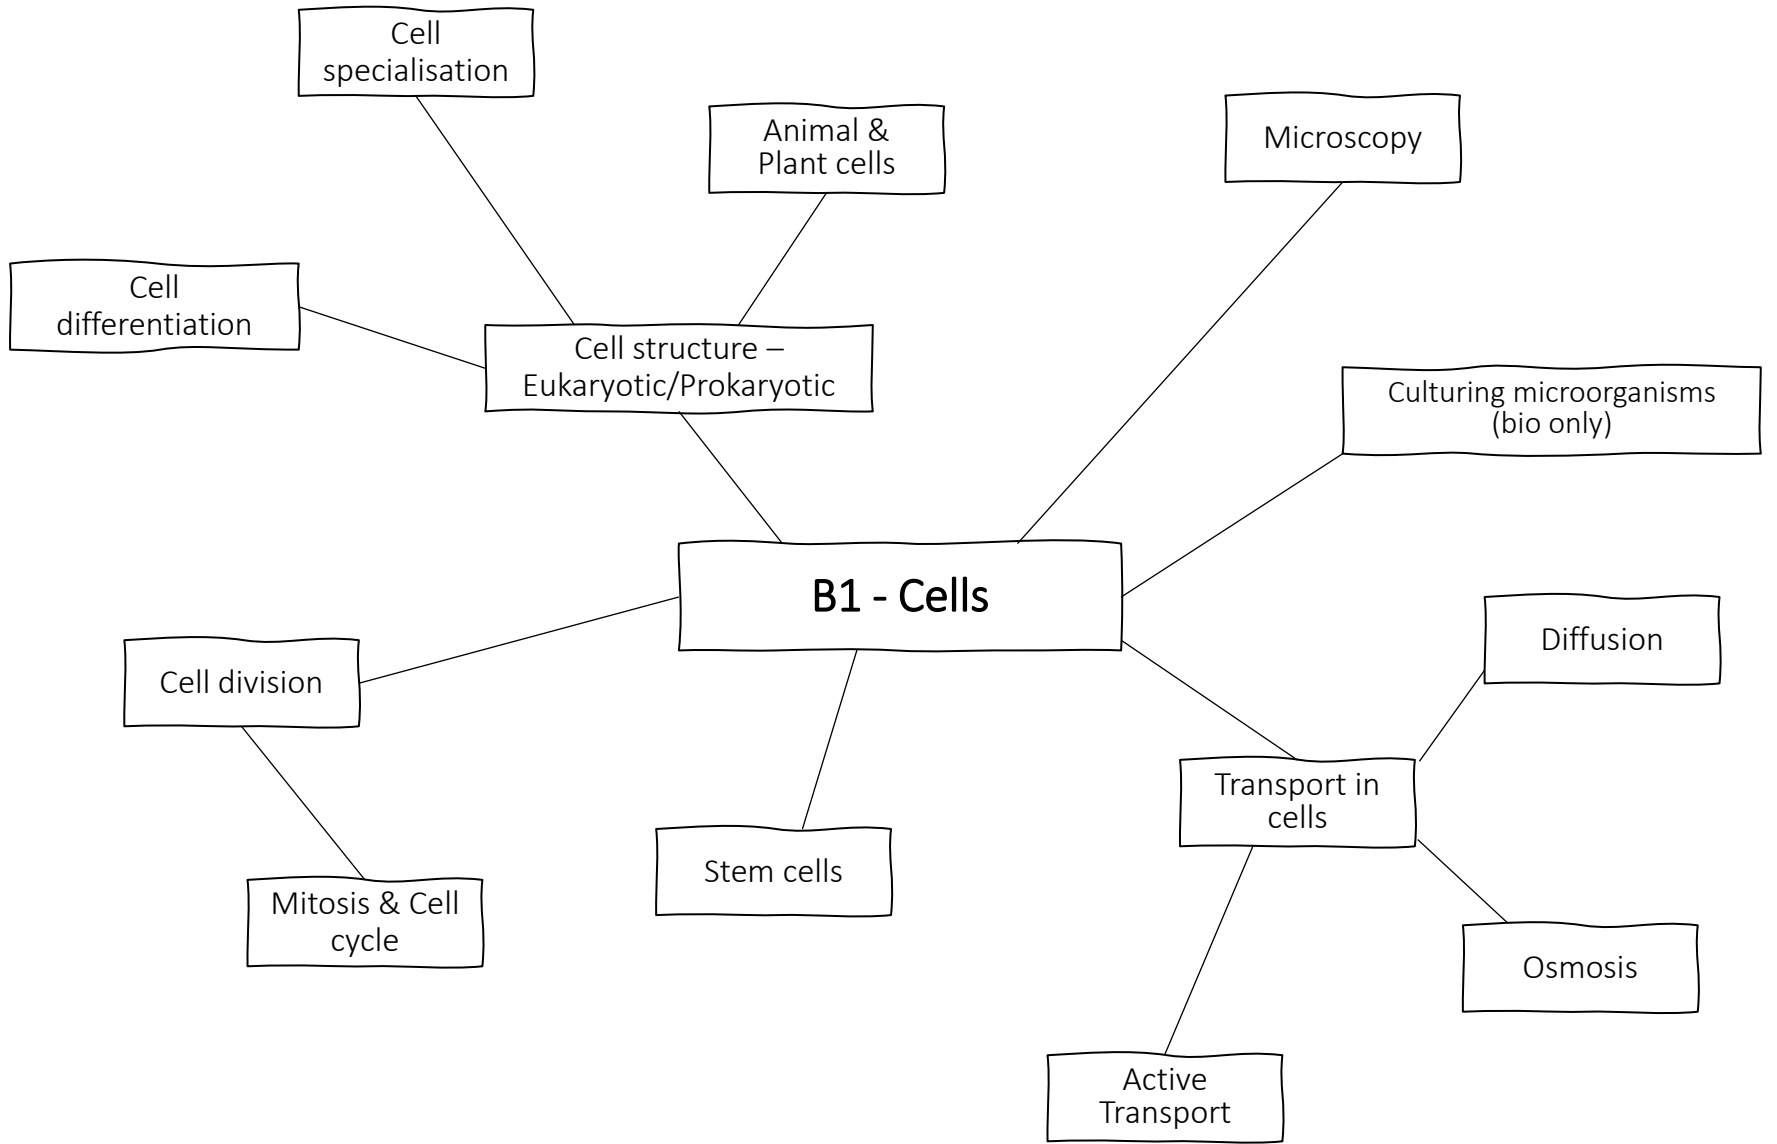 Cell
specialisation
Animal &
Plant cells
Microscopy
Cell
differentiation
Cell structure –
Eukaryotic/Prokaryotic
Culturing microorganisms
(bio only)
B1 - Cells
Diffusion
Cell division
Transport in
cells
Stem cells
Mitosis & Cell
cycle
Osmosis
Active
Transport